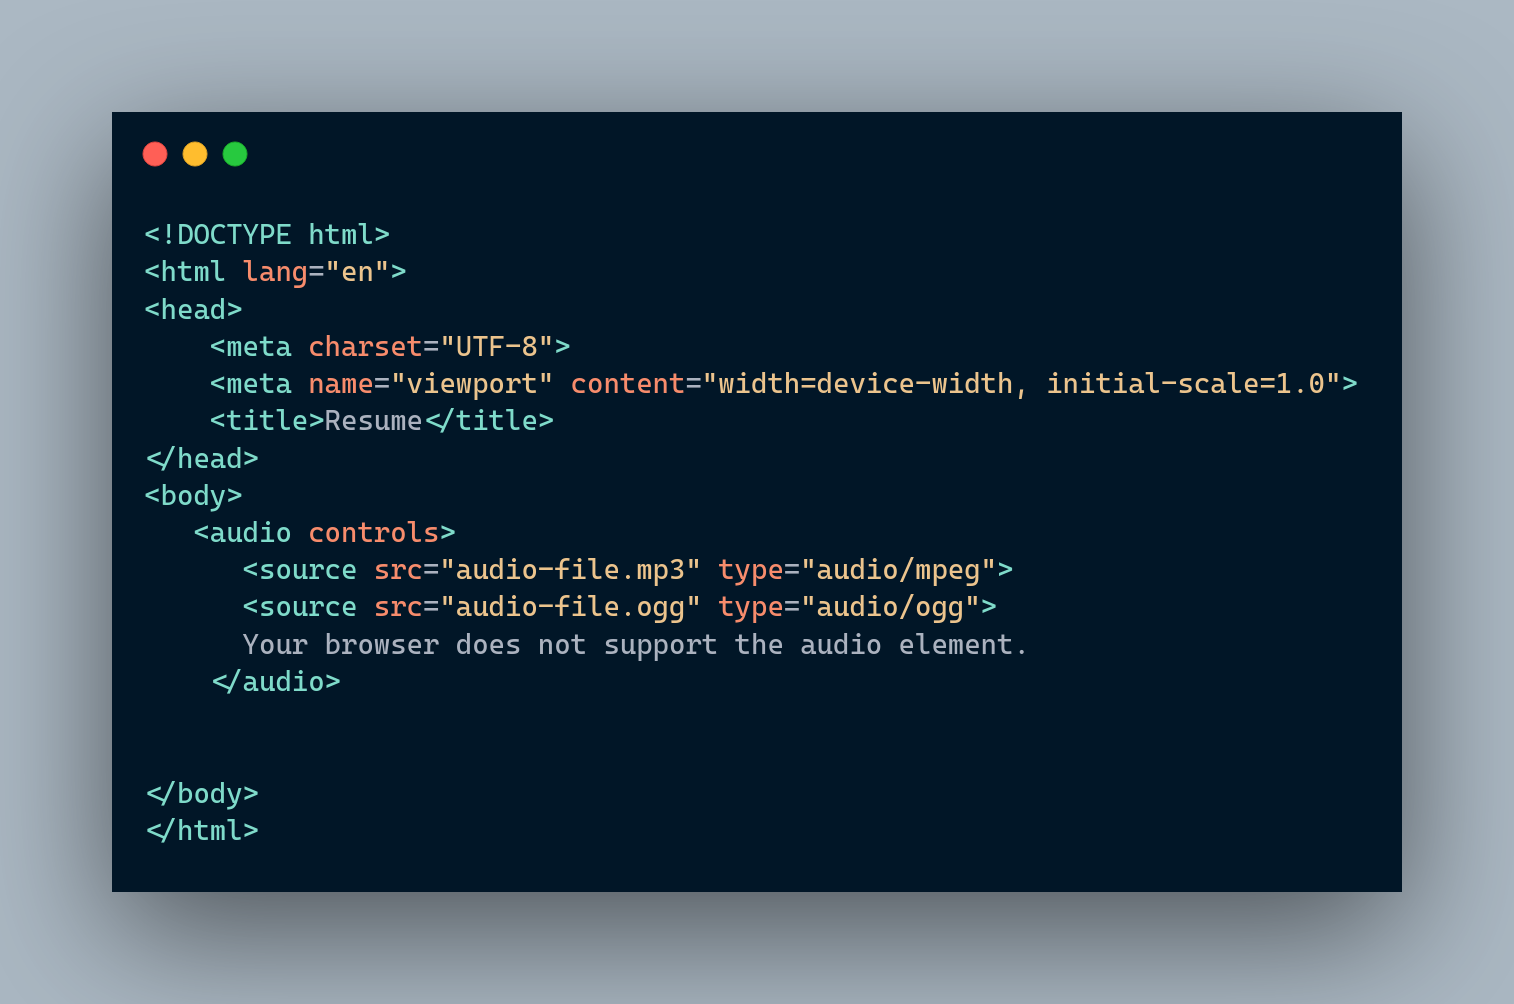 <!DOCTYPE html>
<html lang="en">
<head>
    <meta charset="UTF-8">
    <meta name="viewport" content="width=device-width, initial-scale=1.0">
    <title>Resume</title>
</head>
<body>
   <audio controls>
      <source src="audio-file.mp3" type="audio/mpeg">
      <source src="audio-file.ogg" type="audio/ogg">
      Your browser does not support the audio element.
    </audio>
</body>
</html>